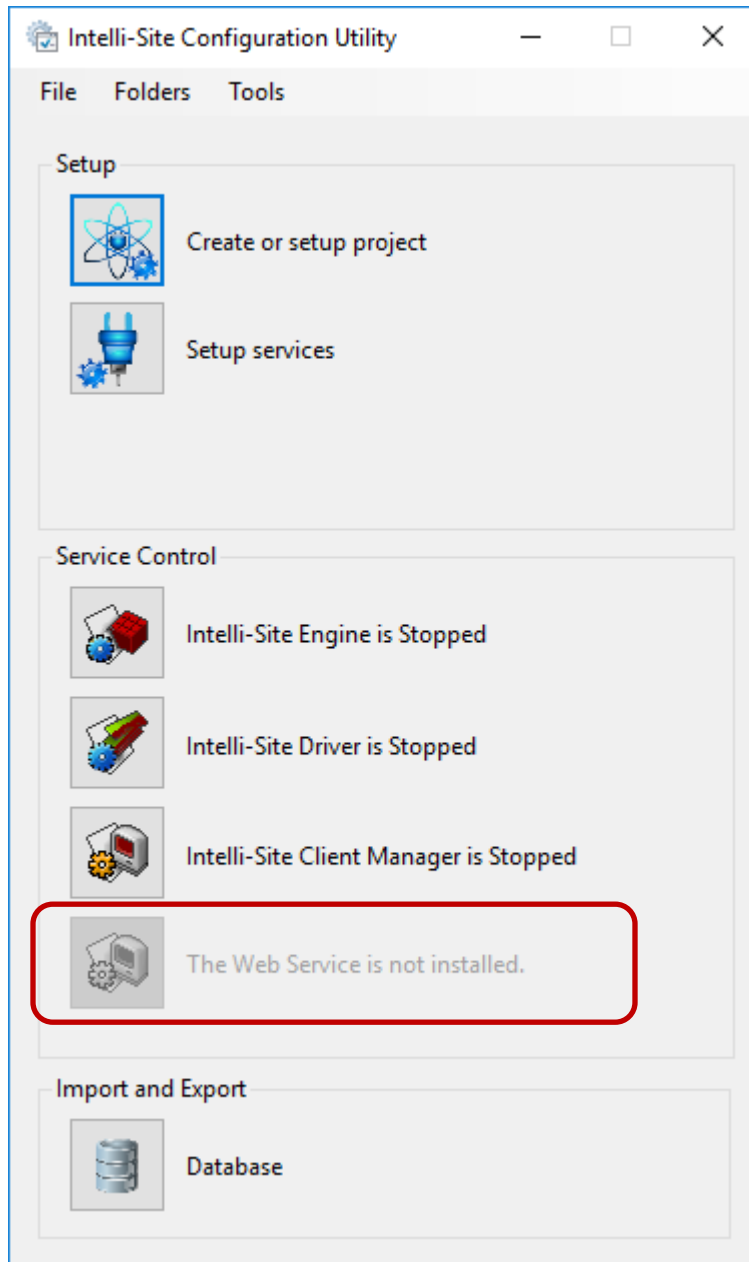 Intelli-Site Configuration Utility
File Folders Tools
Setup
Create or setup project
Setup services
Service Control
Intelli-Site Engine is Stopped
Intelli-Site Driver is Stopped
Intelli-Site Client Manager is Stopped
The Web Service is not installed.
Import and Export
Database